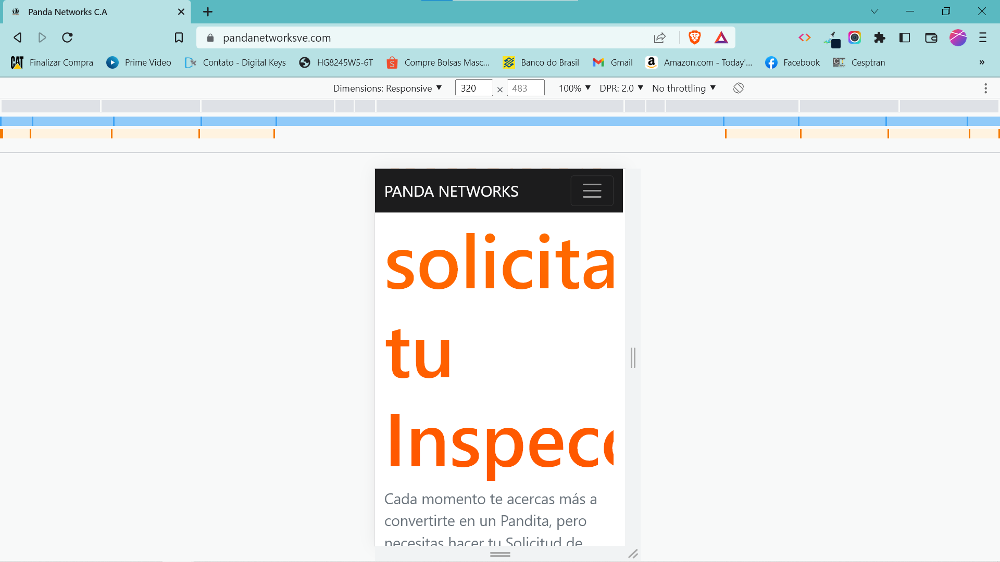 Panda Networks C.A
pandanetworksve.com
Finalizar Compra Prime Video Contato - Digital Keys HG8245W5-6T Compre Bolsas Masc... Banco do Brasil Gmail Amazon.com - Today'... Facebook Cesptran »
Dimensions: Responsive ▼ 320 × 483 100% ▼ DPR: 2.0 ▼ No throttling ▼
PANDA NETWORKS
solicita
tu
Inspecc
Cada momento te acercas más a
convertirte en un Pandita, pero
necesitas hacer tu Solicitud de